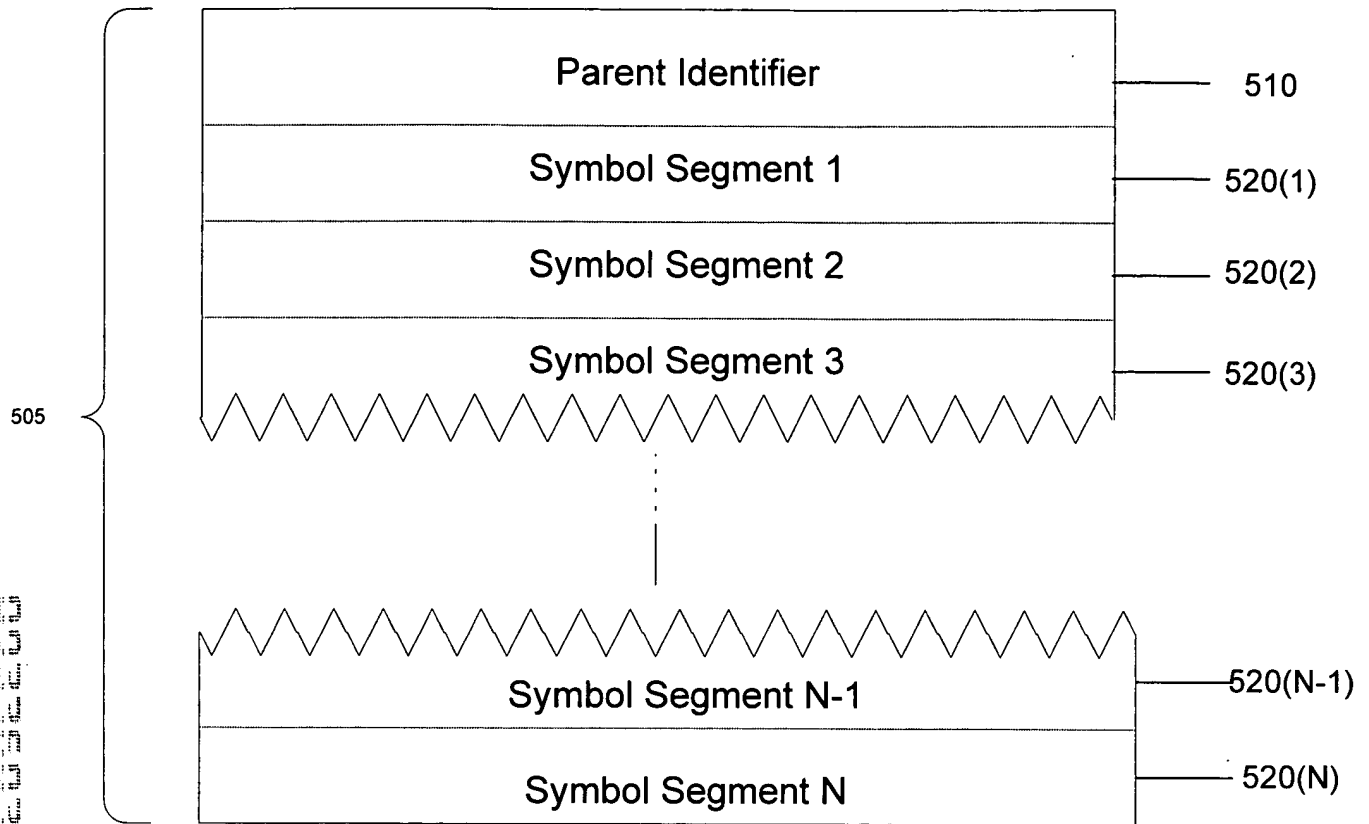 Parent Identifier
510
Symbol Segment 1
520(1)
Symbol Segment 2
520(2)
Symbol Segment 3
520(3)
505
Symbol Segment N-1
520(N-1)
Symbol Segment N
520(N)